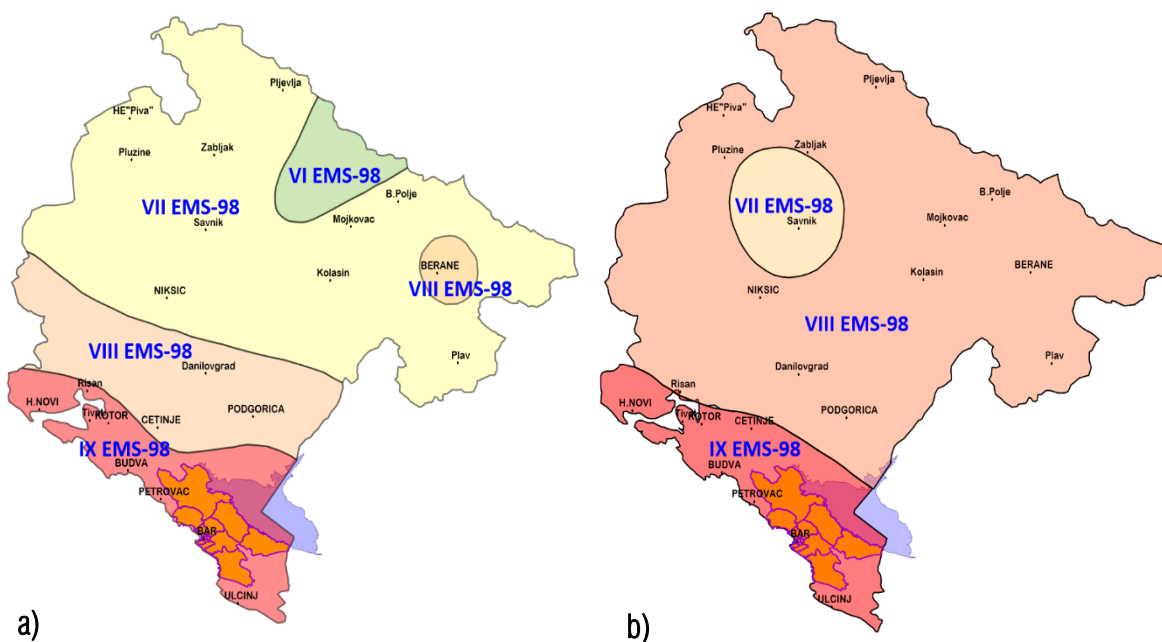 Pljevlja
HE"Piva"
Pluzine
Zabljak
VI EMS-98
B.Polje
VII EMS-98
Savnik
Mojkovac
BERANE
Kolasin
VIII EMS-98
NIKSIC
VIII EMS-98
Plav
Danilovgrad
Risan
H.NOVI
Tivat
KOTOR
PODGORICA
CETINJE
IX EMS-98
BUDVA
PETROVAC
BAR
ULCINJ
a)
Pljevlja
HE"Piva"
Pluzine
Zabljak
B.Polje
VII EMS-98
Savnik
Mojkovac
BERANE
Kolasin
NIKSIC
VIII EMS-98
Plav
Danilovgrad
Risan
H.NOVI
Tivat
KOTOR
PODGORICA
CETINJE
IX EMS-98
BUDVA
PETROVAC
BAR
ULCINJ
b)